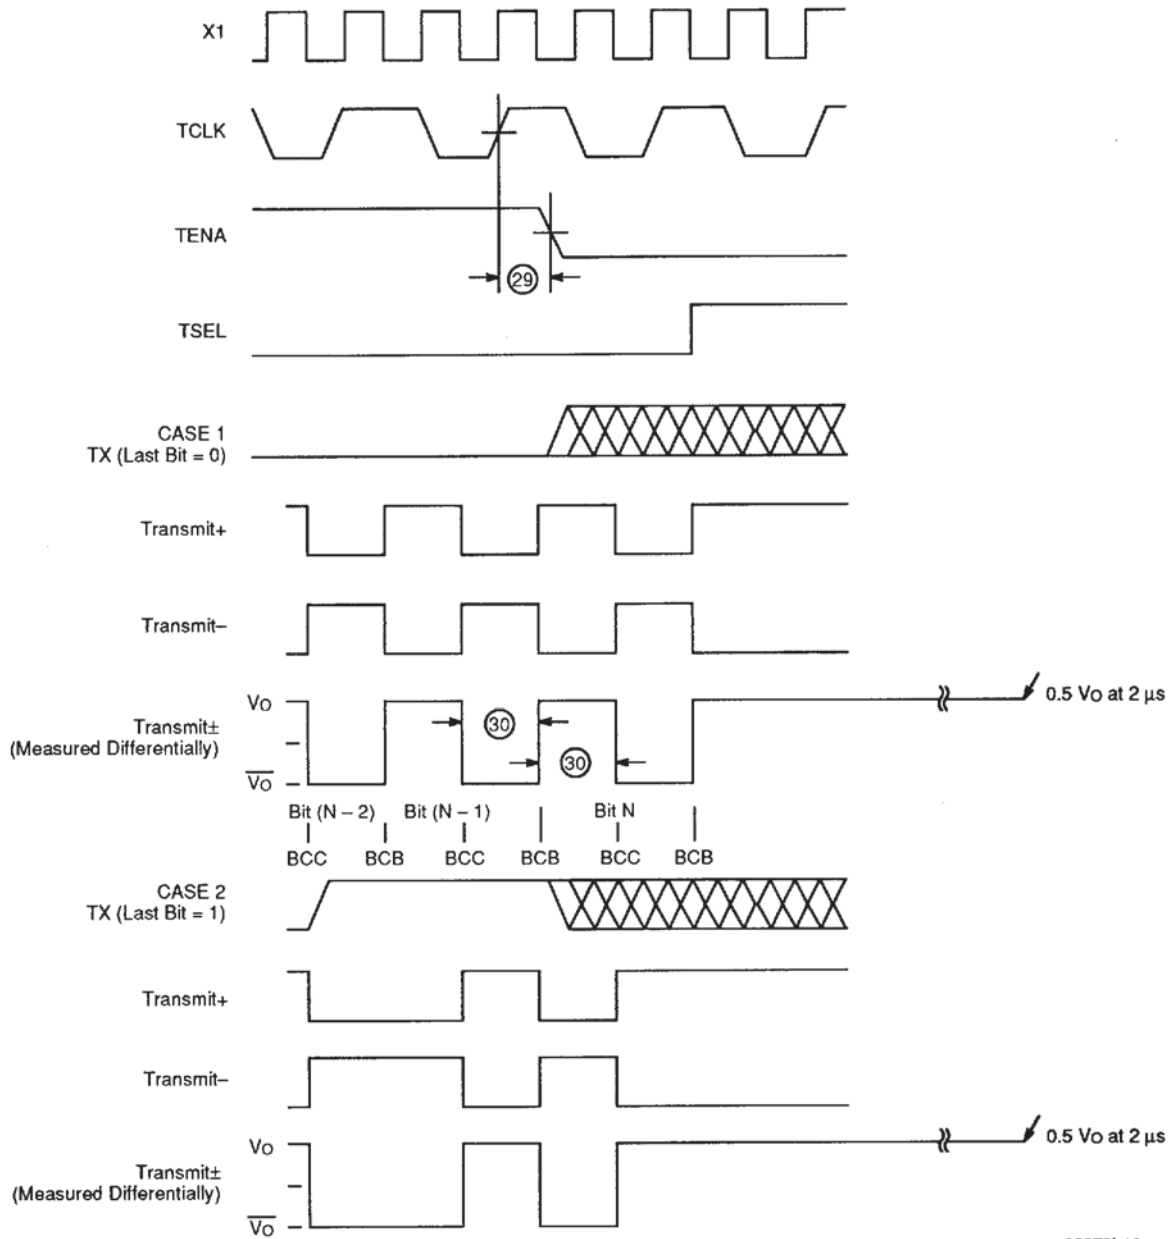 X1
TCLK
TENA
29
TSEL
CASE 1
TX (Last Bit = 0)
Transmit+
Transmit–
Vo
Transmit±
(Measured Differentially)
Vo
30
30
0.5 Vo at 2 μs
Bit (N – 2) Bit (N – 1) Bit N
BCC BCB BCC BCB BCC BCB
CASE 2
TX (Last Bit = 1)
Transmit+
Transmit–
Vo
Transmit±
(Measured Differentially)
Vo
0.5 Vo at 2 μs